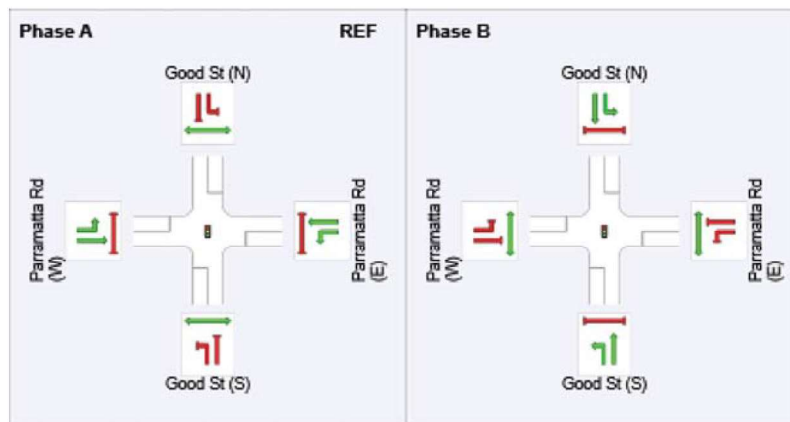 Phase A
REF
Good St (N)
Parramatta Rd
(W)
Parramatta Rd
(E)
Good St (S)
Phase B
Good St (N)
Parramatta Rd
(W)
Parramatta Rd
(E)
Good St (S)